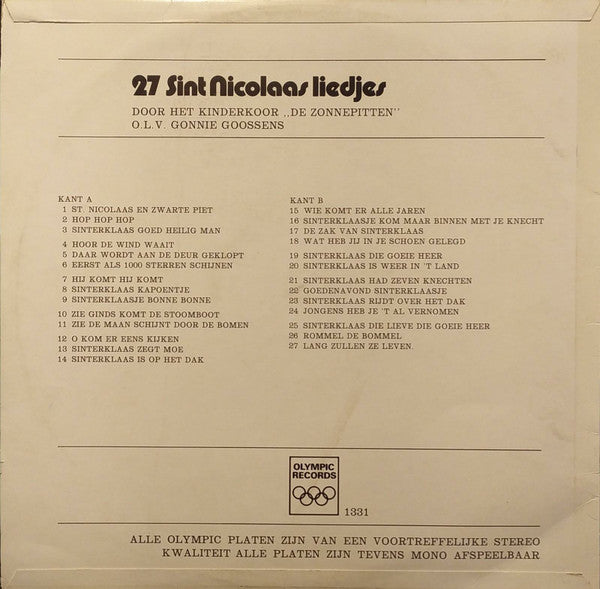 27 Sint Nicolaas liedjes
DOOR HET KINDERKOOR ,,DE ZONNEPITTEN''
O.L.V. GONNIE GOOSSENS
KANT A
1 ST. NICOLAAS EN ZWARTE PIET
2 HOP HOP HOP
3 SINTERKLAAS GOED HEILIG MAN
4 HOOR DE WIND WAAIT
5 DAAR WORDT AAN DE DEUR GEKLOPT
6 EERST ALS 1000 STERREN SCHIJNEN
7 HIJ KOMT HIJ KOMT
8 SINTERKLAAS KAPOENTJE
9 SINTERKLAASJE BONNE BONNE
10 ZIE GINDS KOMT DE STOOMBOOT
11 ZIE DE MAAN SCHIJNT DOOR DE BOMEN
12 O KOM ER EENS KIJKEN
13 SINTERKLAAS ZEGT MOE
14 SINTERKLAAS IS OP HET DAK
KANT B
15 WIE KOMT ER ALLE JAREN
16 SINTERKLAASJE KOM MAAR BINNEN MET JE KNECHT
17 DE ZAK VAN SINTERKLAAS
18 WAT HEB JIJ IN JE SCHOEN GELEGD
19 SINTERKLAAS DIE GOEIE HEER
20 SINTERKLAAS IS WEER IN 'T LAND
21 SINTERKLAAS HAD ZEVEN KNECHTEN
22 GOEDENAVOND SINTERKLAASJE
23 SINTERKLAAS RIJDT OVER HET DAK
24 JONGENS HEB JE 'T AL VERNOMEN
25 SINTERKLAAS DIE LIEVE DIE GOEIE HEER
26 ROMMEL DE BOMMEL
27 LANG ZULLEN ZE LEVEN.
OLYMPIC
RECORDS
1331
ALLE OLYMPIC PLATEN ZIJN VAN EEN VOORTREFFELIJKE STEREO
KWALITEIT ALLE PLATEN ZIJN TEVENS MONO AFSPEELBAAR